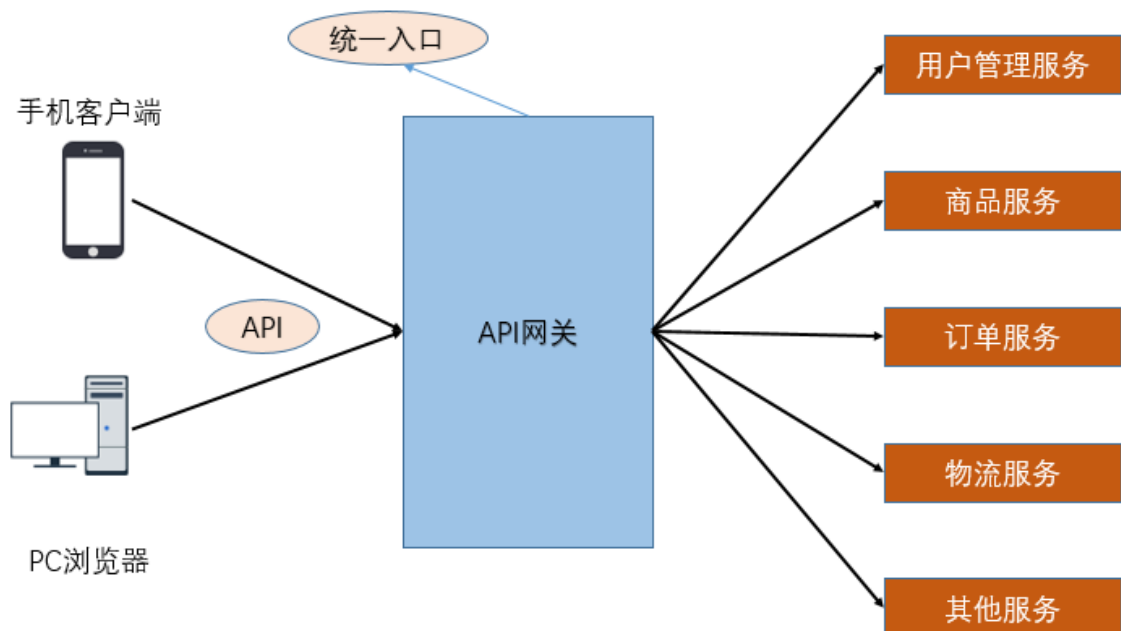 统一入口
手机客户端
API
PC浏览器
API网关
用户管理服务
商品服务
订单服务
物流服务
其他服务